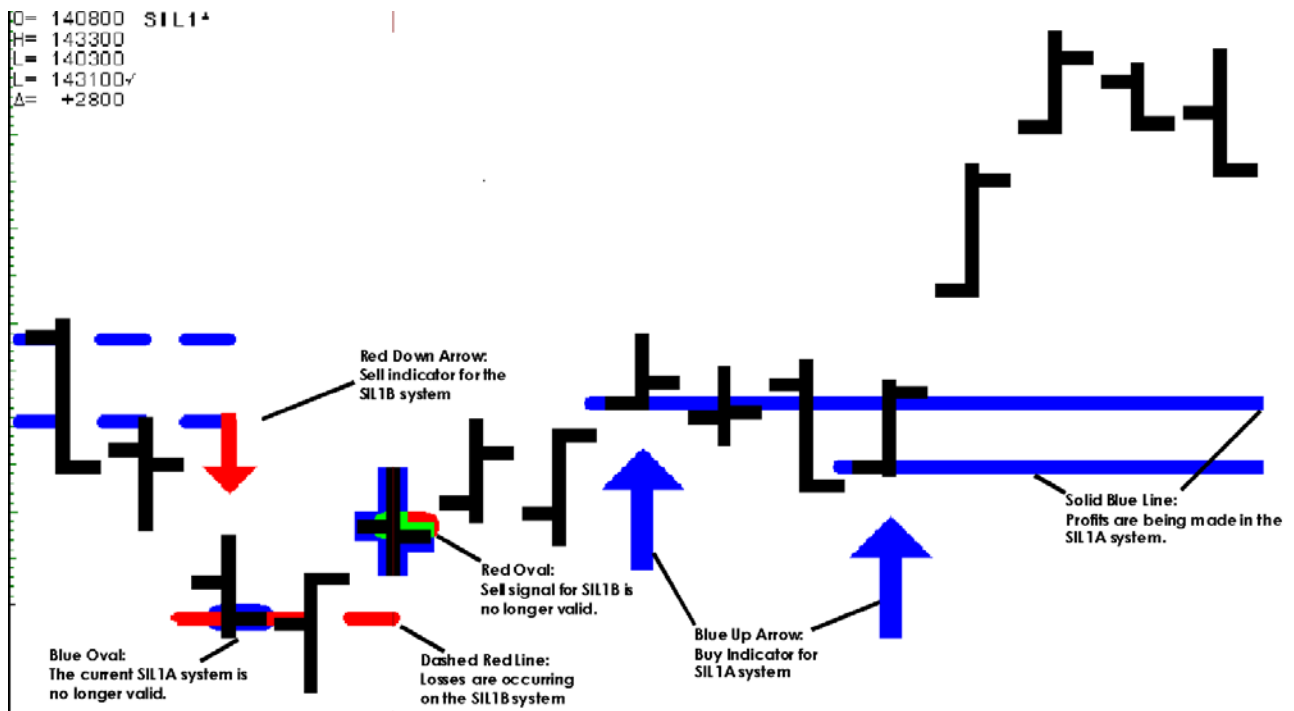 O= 140800 SIL1
H= 143300
L= 140300
L= 143100√
Δ= +2800
Red Down Arrow:
Sell indicator for the
SIL1B system
Solid Blue Line:
Profits are being made in the
SIL1A system.
Red Oval:
Sell signal for SIL1B is
no longer valid.
Blue Up Arrow:
Buy Indicator for
SIL1A system
Blue Oval:
The current SIL1A system is
no longer valid.
Dashed Red Line:
Losses are occurring
on the SIL1B system